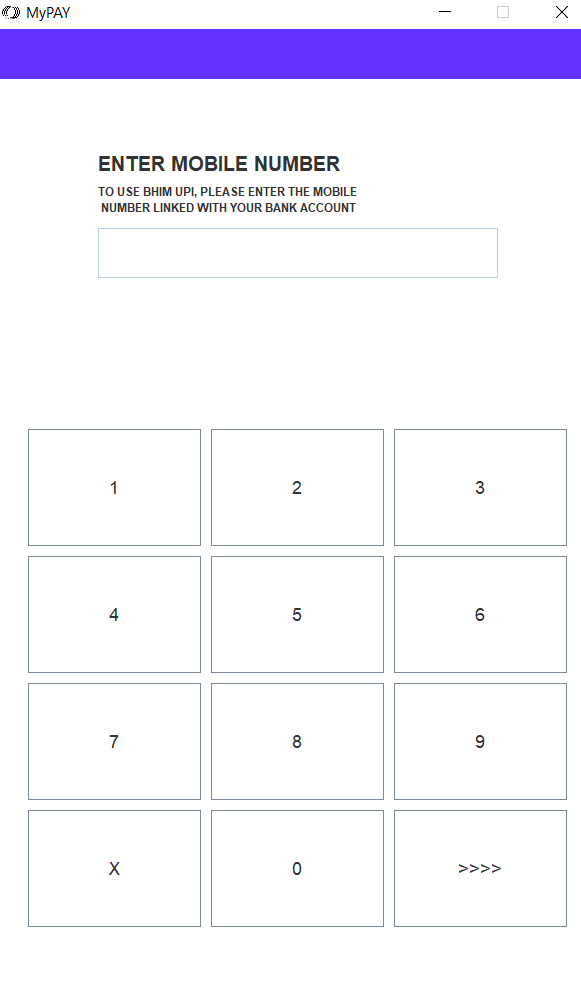 MyPAY
ENTER MOBILE NUMBER
TO USE BHIM UPI, PLEASE ENTER THE MOBILE
NUMBER LINKED WITH YOUR BANK ACCOUNT
1 2 3
4 5 6
7 8 9
X 0 >>>>